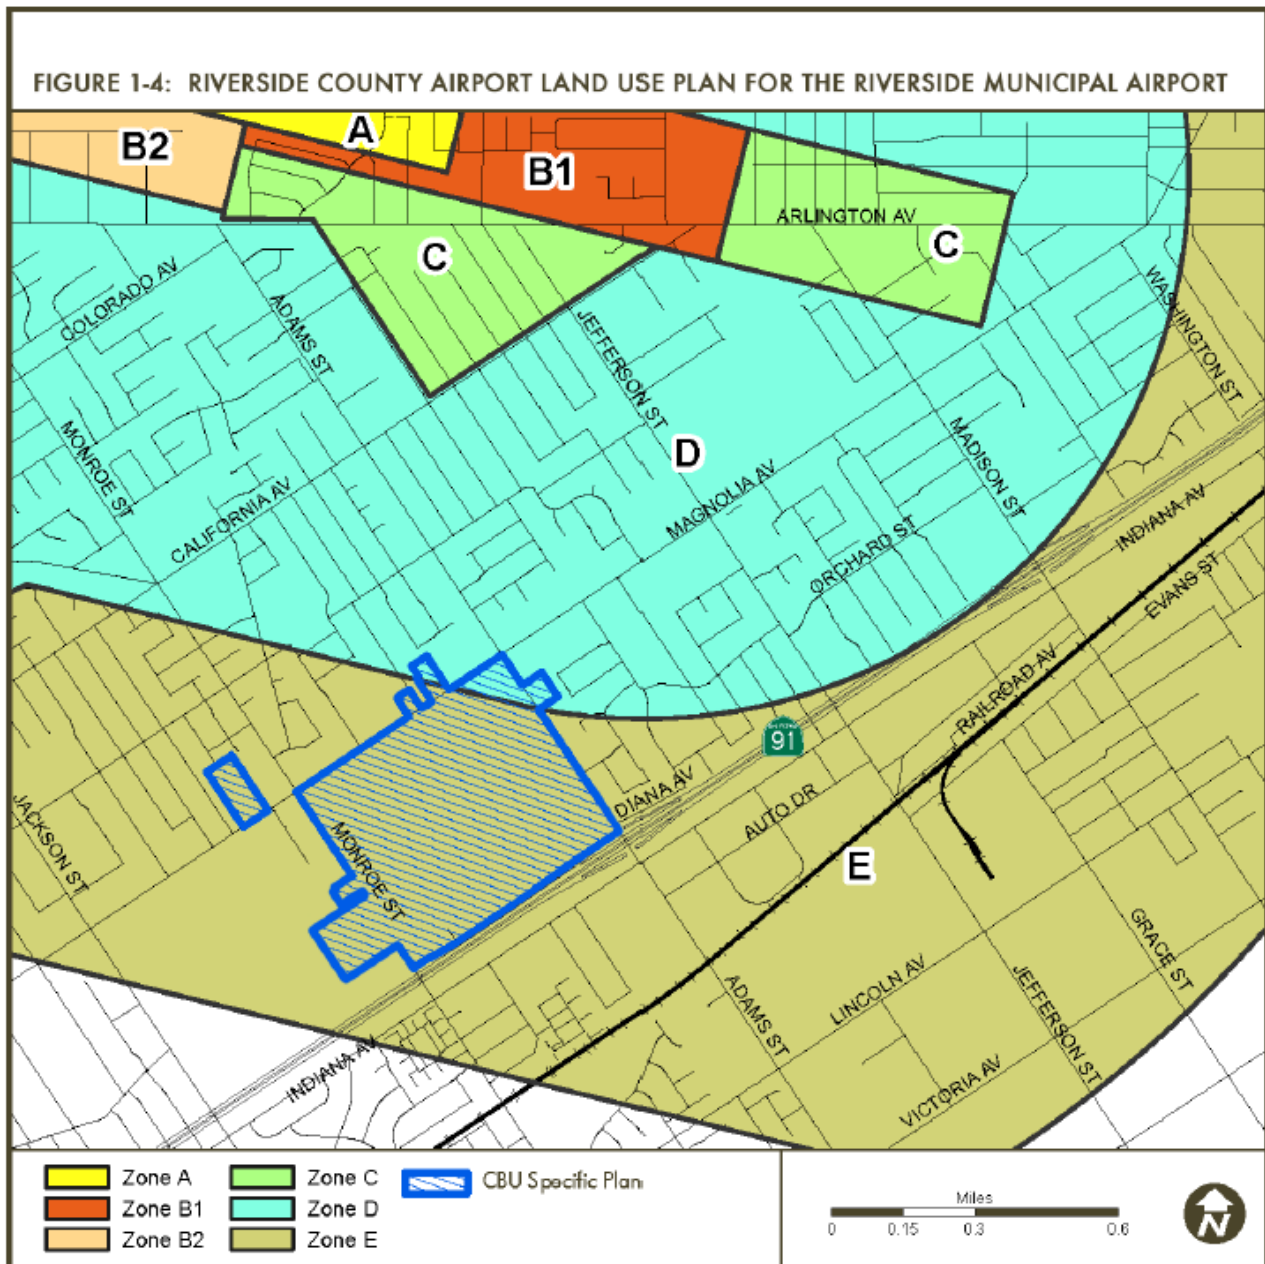 FIGURE 1-4: RIVERSIDE COUNTY AIRPORT LAND USE PLAN FOR THE RIVERSIDE MUNICIPAL AIRPORT
A
B2
B1
ARLINGTON AV
C
C
COLORADO AV
ADAMS ST
WASHINGTON ST
JEFFERSON ST
MONROE ST
D
MADISON ST
CALIFORNIA AV
MAGNOLIA AV
INDIANA AV
ORCHARD ST
EVANS ST
RAILROAD AV
91
DIANA AV
AUTO DR
JACKSON ST
MONROE ST
E
GRACE ST
LINCOLN AV
ADAMS ST
JEFFERSON ST
INDIANA AV
VICTORIA AV
Zone A
Zone C
CBU Specific Plan
Zone B1
Zone D
Zone B2
Zone E
Miles
0 0.15 0.3 0.6
N